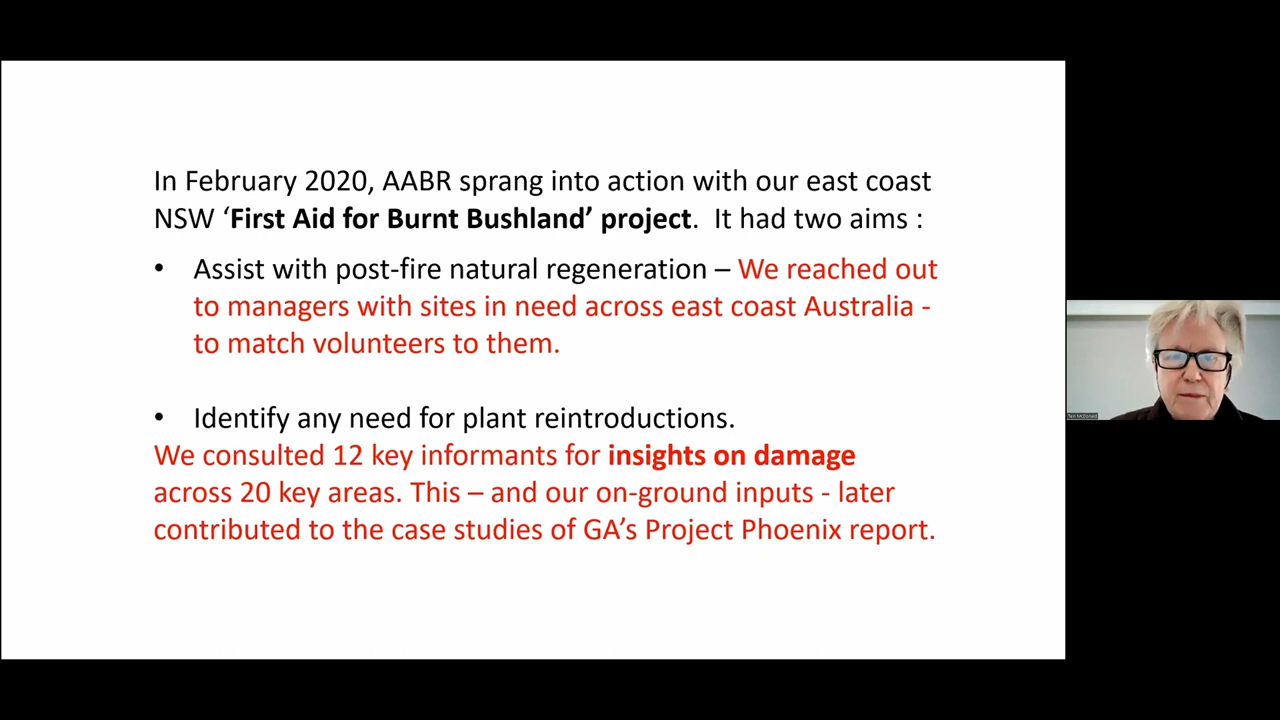 In February 2020, AABR sprang into action with our east coast
NSW ‘First Aid for Burnt Bushland’ project.  It had two aims :
• Assist with post-fire natural regeneration – We reached out
to managers with sites in need across east coast Australia -
to match volunteers to them.
• Identify any need for plant reintroductions.
We consulted 12 key informants for insights on damage
across 20 key areas. This – and our on-ground inputs - later
contributed to the case studies of GA’s Project Phoenix report.
Tein McDonald